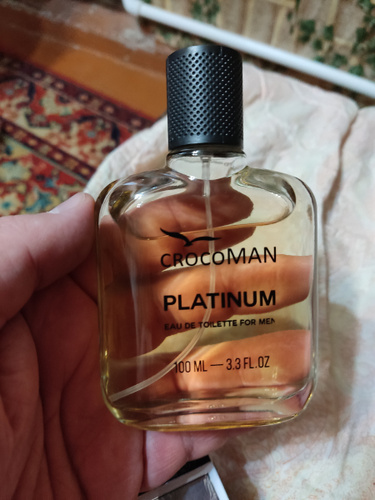 CROCOMAN
PLATINUM
EAU DE TOILETTE FOR MEN
100 ML — 3.3 FL.OZ